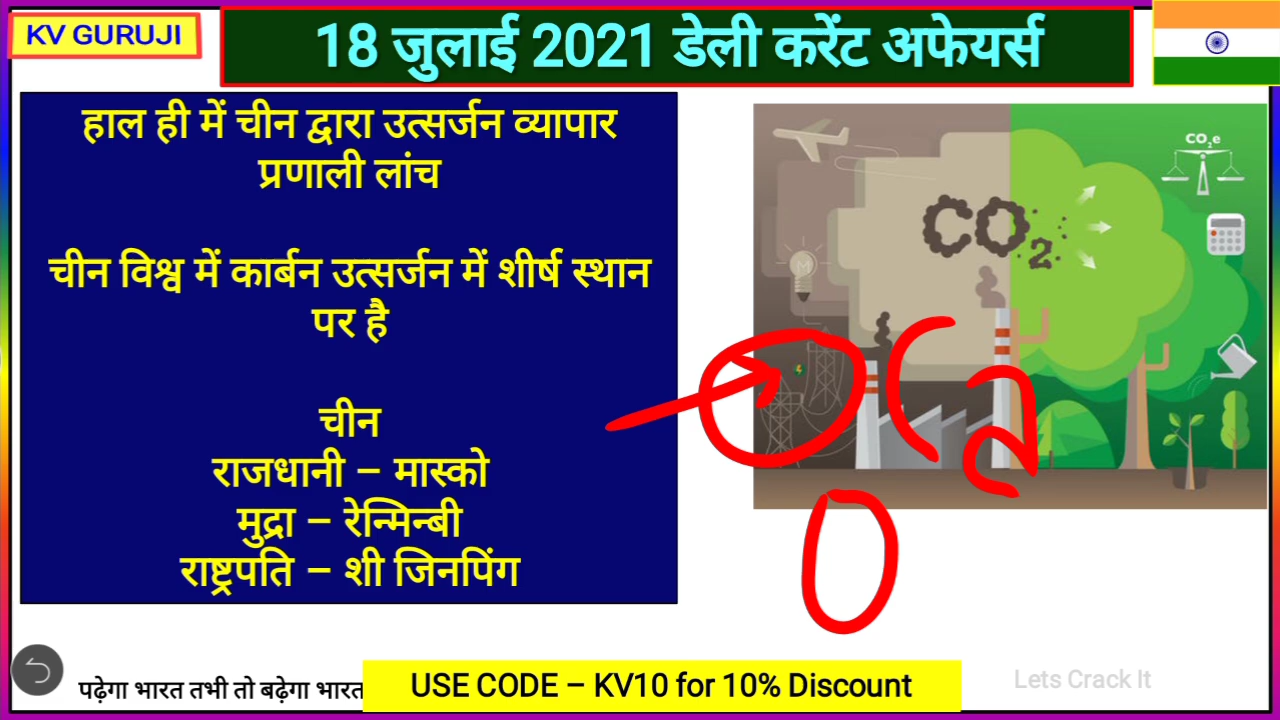 KV GURUJI
18 जुलाई 2021 डेली करेंट अफेयर्स
हाल ही में चीन द्वारा उत्सर्जन व्यापार
प्रणाली लांच
चीन विश्व में कार्बन उत्सर्जन में शीर्ष स्थान
पर है
चीन
राजधानी – मास्को
मुद्रा – रेन्मिन्बी
राष्ट्रपति – शी जिनपिंग
CO₂e
CO₂
पढ़ेगा भारत तभी तो बढ़ेगा भारत
USE CODE – KV10 for 10% Discount
Lets Crack It